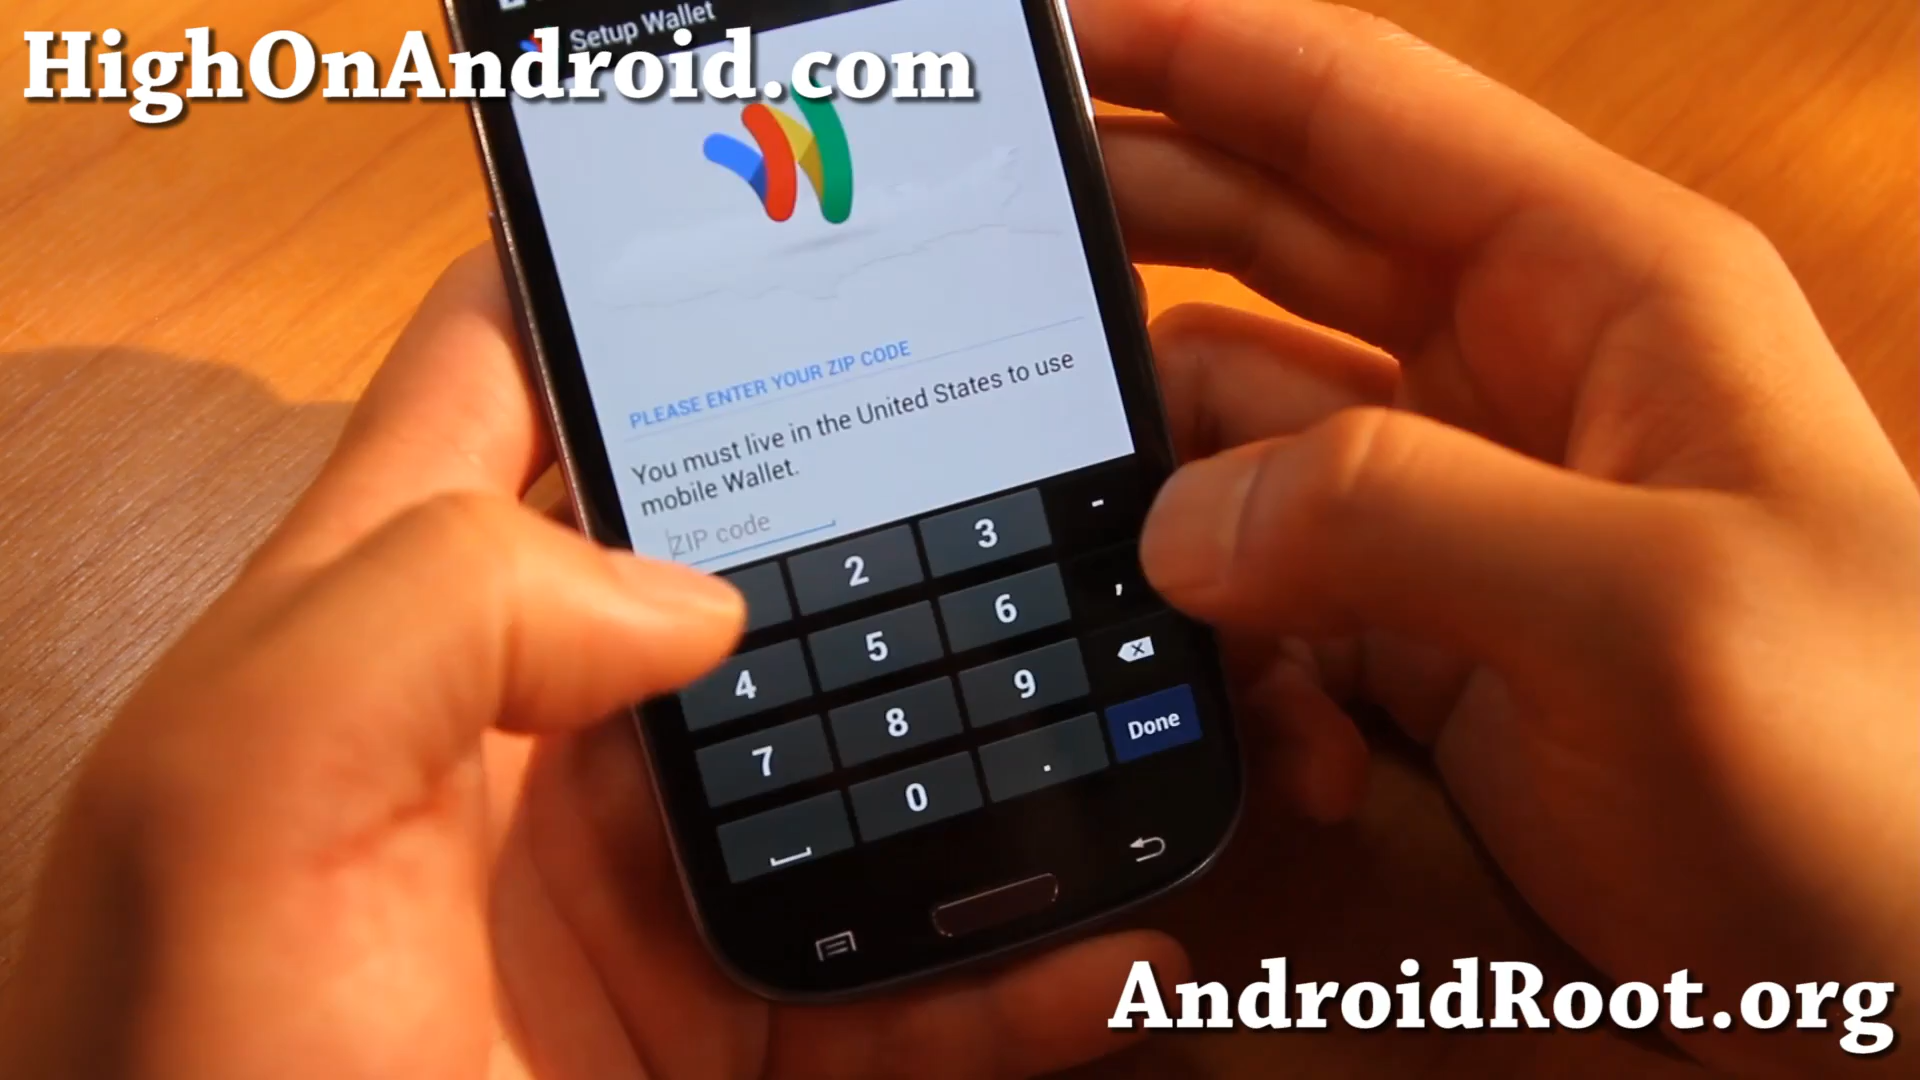 Setup Wallet
HighOnAndroid.com
PLEASE ENTER YOUR ZIP CODE
You must live in the United States to use
mobile Wallet.
ZIP code
2 3 -
4 5 6 ,
7 8 9
0 . Done
AndroidRoot.org